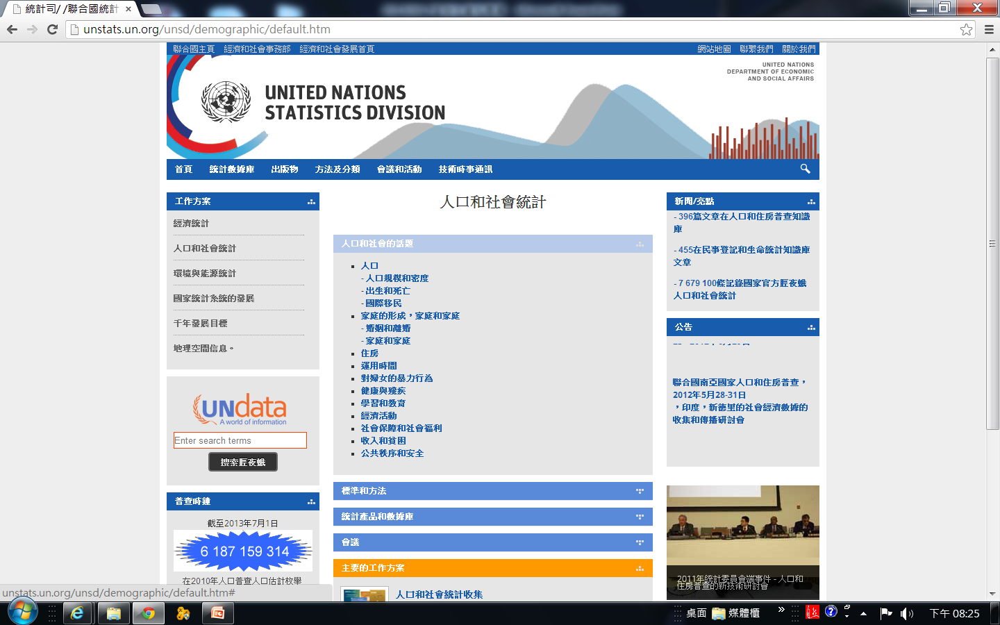 統計司/ /聯合國統計
unstats.un.org/unsd/demographic/default.htm
聯合國主頁 經濟和社會事務部 經濟和社會發展首頁
網站地圖 聯繫我們 關於我們
UNITED NATIONS
DEPARTMENT OF ECONOMIC
AND SOCIAL AFFAIRS
UNITED NATIONS
STATISTICS DIVISION
首頁 統計數據庫 出版物 方法及分類 會議和活動 技術時事通訊
工作方案
經濟統計
人口和社會統計
環境與能源統計
國家統計系統的發展
千年發展目標
地理空間信息。
UNdata
A world of information
Enter search terms
搜索匠夜蛾
普查時鐘
截至2013年7月1日
6 187 159 314
在2010年人口普查人口估計枚舉
人口和社會統計
人口和社會的話題
人口
- 人口規模和密度
- 出生和死亡
- 國際移民
家庭的形成，家庭和家庭
- 婚姻和離婚
- 家庭和家庭
住房
運用時間
對婦女的暴力行為
健康與殘疾
學習和教育
經濟活動
社會保障和社會福利
收入和貧困
公共秩序和安全
標準和方法
統計產品和數據庫
會議
主要的工作方案
人口和社會統計收集
新聞/亮點
- 396篇文章在人口和住房普查知識
庫
- 455在民事登記和生命統計知識庫
文章
- 7 679 100條記錄國家官方匠夜蛾
人口和社會統計
公告
聯合國南亞國家人口和住房普查，
2012年5月28-31日
，印度，新德里的社會經濟數據的
收集和傳播研討會
2011年統計委員會端事件 - 人口和
住房普查的新技術研討會
unstats.un.org/unsd/demographic/default.htm#
桌面 媒體櫃 » 下午 08:25